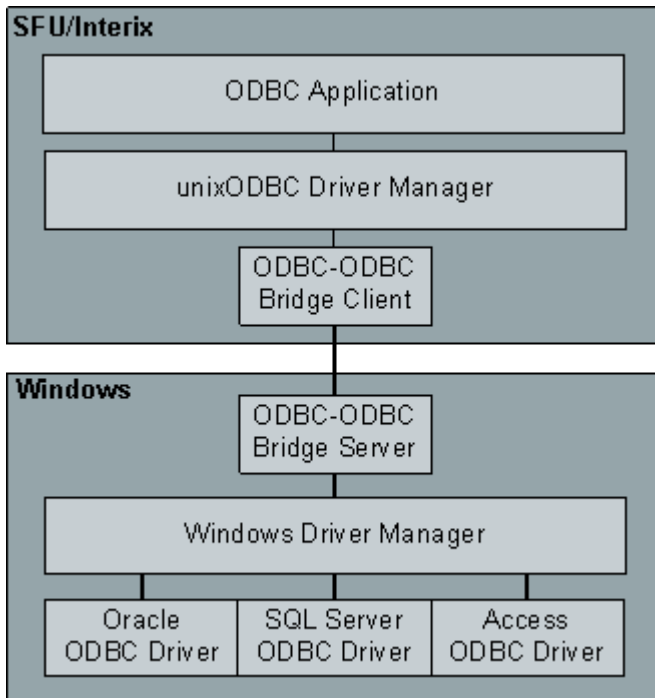 SFU/Interix
ODBC Application
unixODBC Driver Manager
ODBC-ODBC
Bridge Client
Windows
ODBC-ODBC
Bridge Server
Windows Driver Manager
Oracle
ODBC Driver
SQL Server
ODBC Driver
Access
ODBC Driver